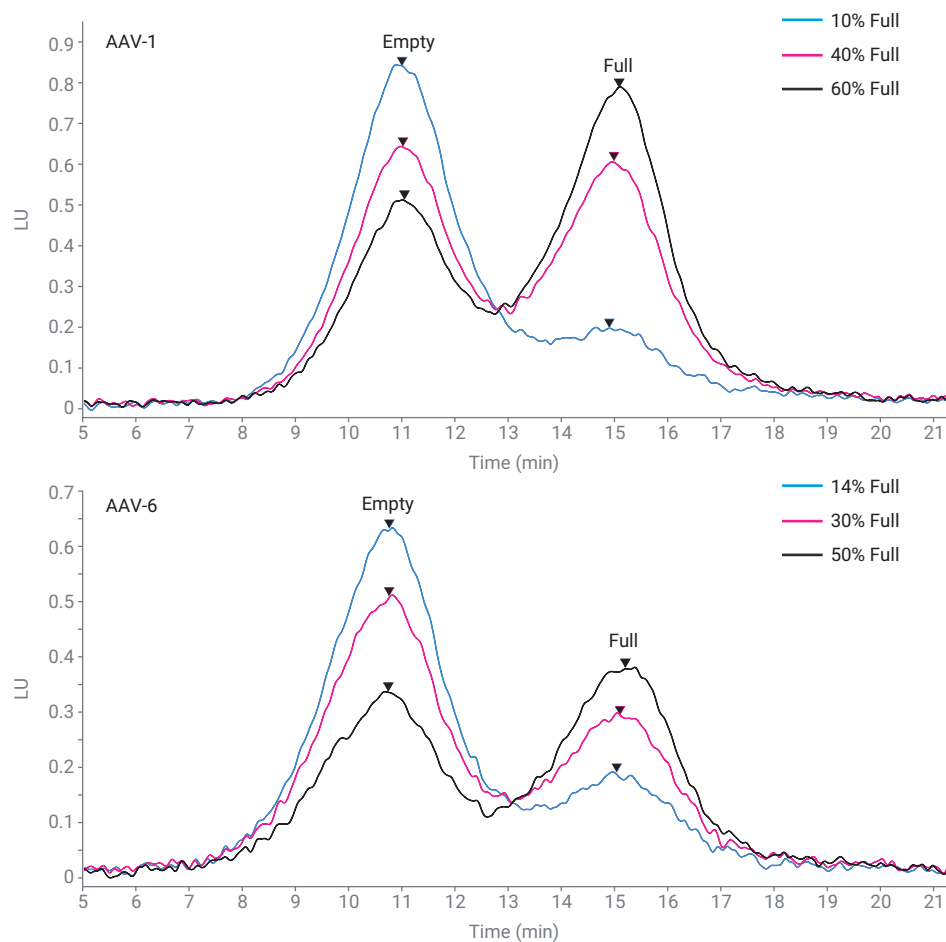 AAV-1
Empty
Full
10% Full
40% Full
60% Full
0.9
0.8
0.7
0.6
0.5
0.4
0.3
0.2
0.1
0
LU
5 6 7 8 9 10 11 12 13 14 15 16 17 18 19 20 21
Time (min)
AAV-6
Empty
Full
14% Full
30% Full
50% Full
0.7
0.6
0.5
0.4
0.3
0.2
0.1
0
LU
5 6 7 8 9 10 11 12 13 14 15 16 17 18 19 20 21
Time (min)